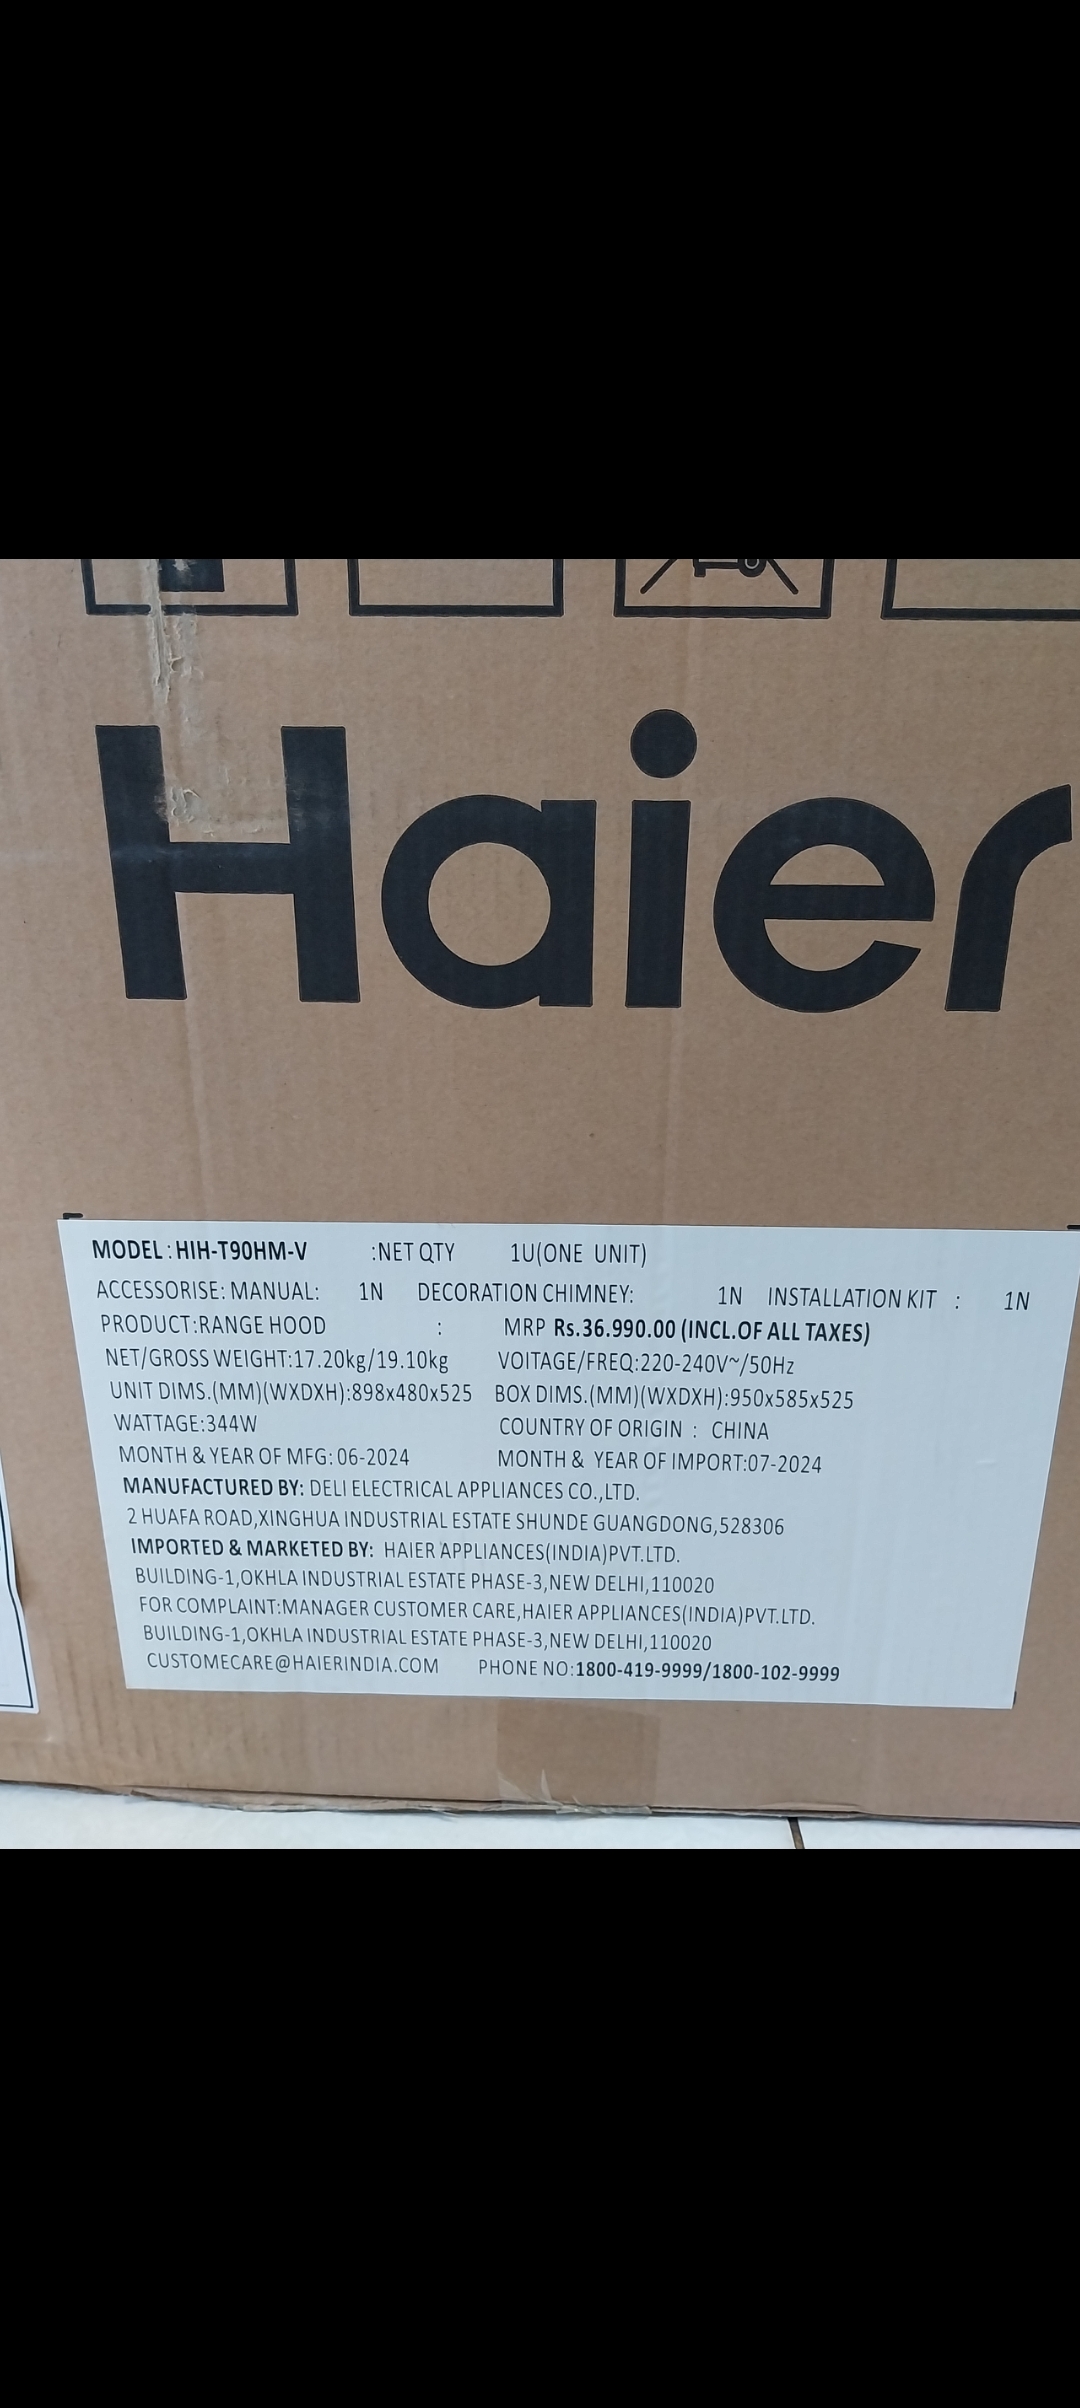 Haier
MODEL : HIH-T90HM-V :NET QTY 1U(ONE UNIT)
ACCESSORISE: MANUAL: 1N DECORATION CHIMNEY: 1N INSTALLATION KIT : 1N
PRODUCT:RANGE HOOD : MRP Rs.36.990.00 (INCL.OF ALL TAXES)
NET/GROSS WEIGHT:17.20kg/19.10kg VOITAGE/FREQ:220-240V~/50Hz
UNIT DIMS.(MM)(WXDXH):898x480x525 BOX DIMS.(MM)(WXDXH):950x585x525
WATTAGE:344W COUNTRY OF ORIGIN : CHINA
MONTH & YEAR OF MFG: 06-2024 MONTH & YEAR OF IMPORT:07-2024
MANUFACTURED BY: DELI ELECTRICAL APPLIANCES CO.,LTD.
2 HUAFA ROAD,XINGHUA INDUSTRIAL ESTATE SHUNDE GUANGDONG,528306
IMPORTED & MARKETED BY: HAIER APPLIANCES(INDIA)PVT.LTD.
BUILDING-1,OKHLA INDUSTRIAL ESTATE PHASE-3,NEW DELHI,110020
FOR COMPLAINT:MANAGER CUSTOMER CARE,HAIER APPLIANCES(INDIA)PVT.LTD.
BUILDING-1,OKHLA INDUSTRIAL ESTATE PHASE-3,NEW DELHI,110020
CUSTOMECARE@HAIERINDIA.COM PHONE NO:1800-419-9999/1800-102-9999